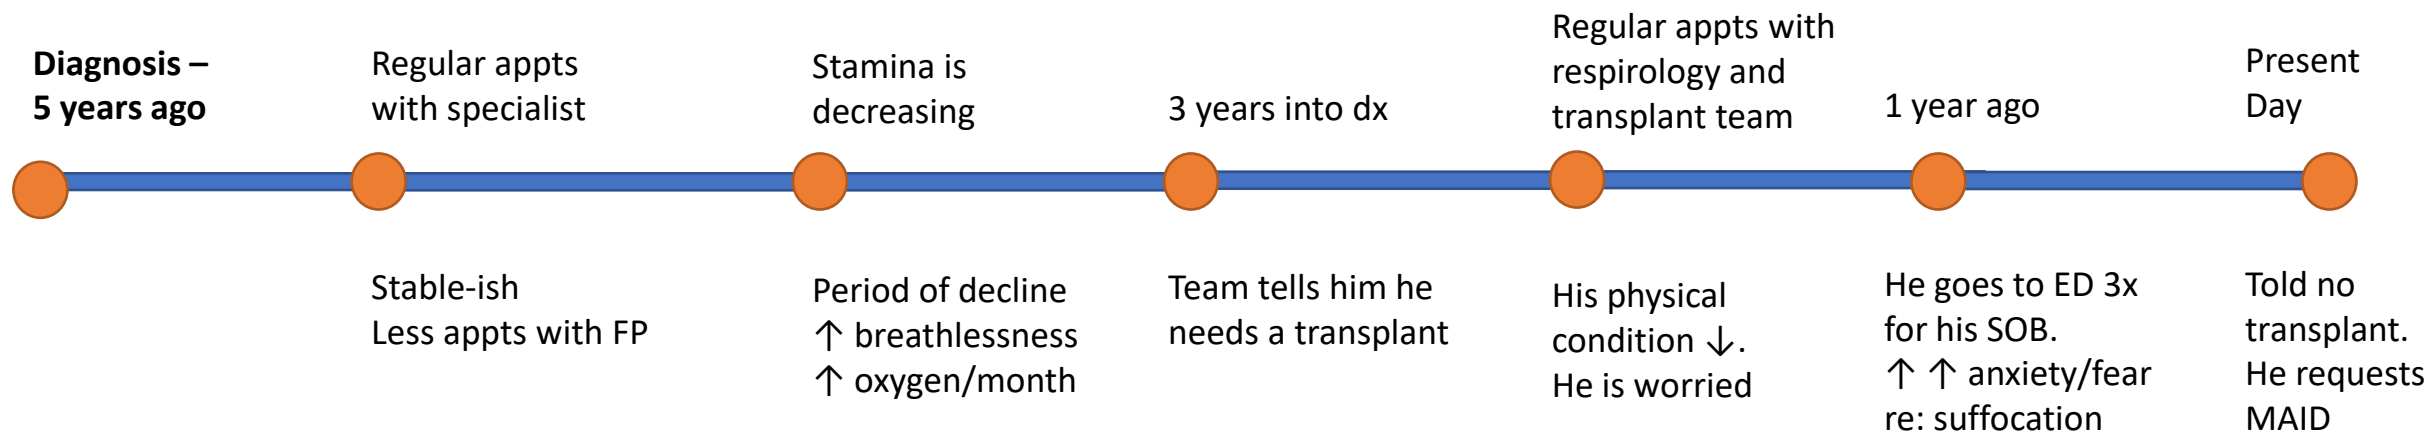 Diagnosis –
5 years ago
Regular appts
with specialist
Stamina is
decreasing
3 years into dx
Regular appts with
respirology and
transplant team
1 year ago
Present
Day
Stable-ish
Less appts with FP
Period of decline
↑ breathlessness
↑ oxygen/month
Team tells him he
needs a transplant
His physical
condition ↓.
He is worried
He goes to ED 3x
for his SOB.
↑ ↑ anxiety/fear
re: suffocation
Told no
transplant.
He requests
MAID